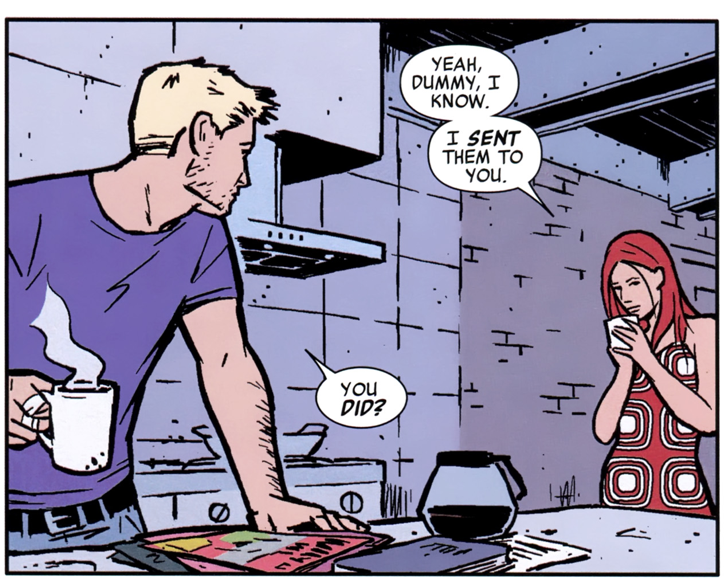 YEAH,
DUMMY, I
KNOW.
I SENT
THEM TO
YOU.
YOU
DID?